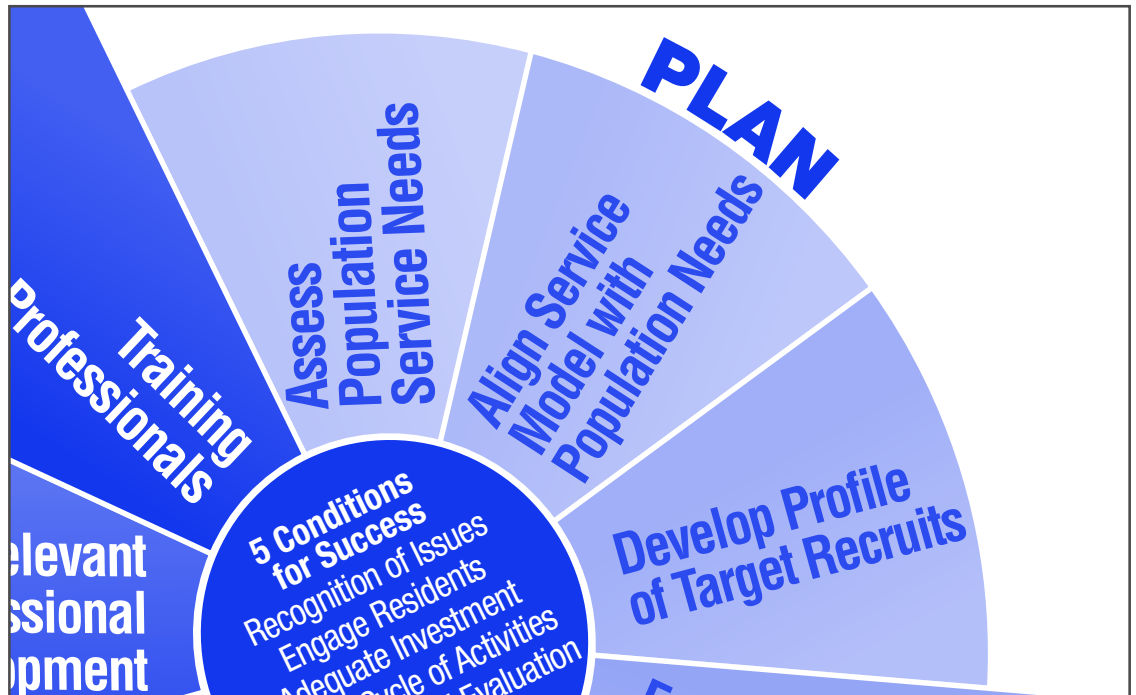 PLAN
Assess
Population
Service Needs
Align Service
Model with
Population Needs
Develop Profile
of Target Recruits
Training
Professionals
5 Conditions
for Success
Recognition of Issues
Engage Residents
Adequate Investment
Cycle of Activities
Evaluation
elevant
ssional
opment